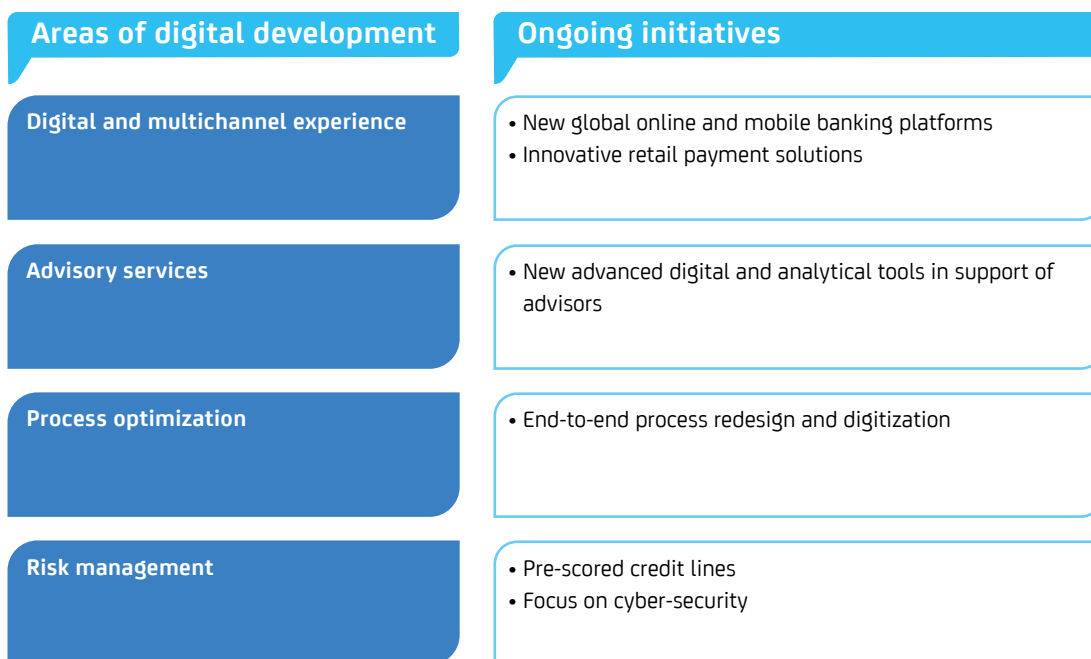 Areas of digital development
Ongoing initiatives
Digital and multichannel experience
• New global online and mobile banking platforms
• Innovative retail payment solutions
Advisory services
• New advanced digital and analytical tools in support of
advisors
Process optimization
• End-to-end process redesign and digitization
Risk management
• Pre-scored credit lines
• Focus on cyber-security